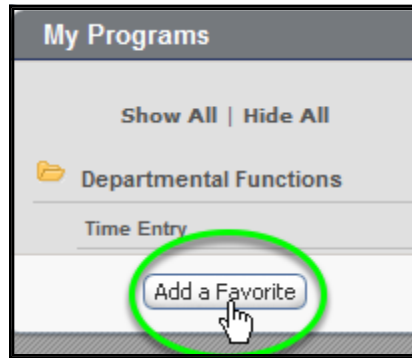 My Programs
Show All | Hide All
Departmental Functions
Time Entry
Add a Favorite